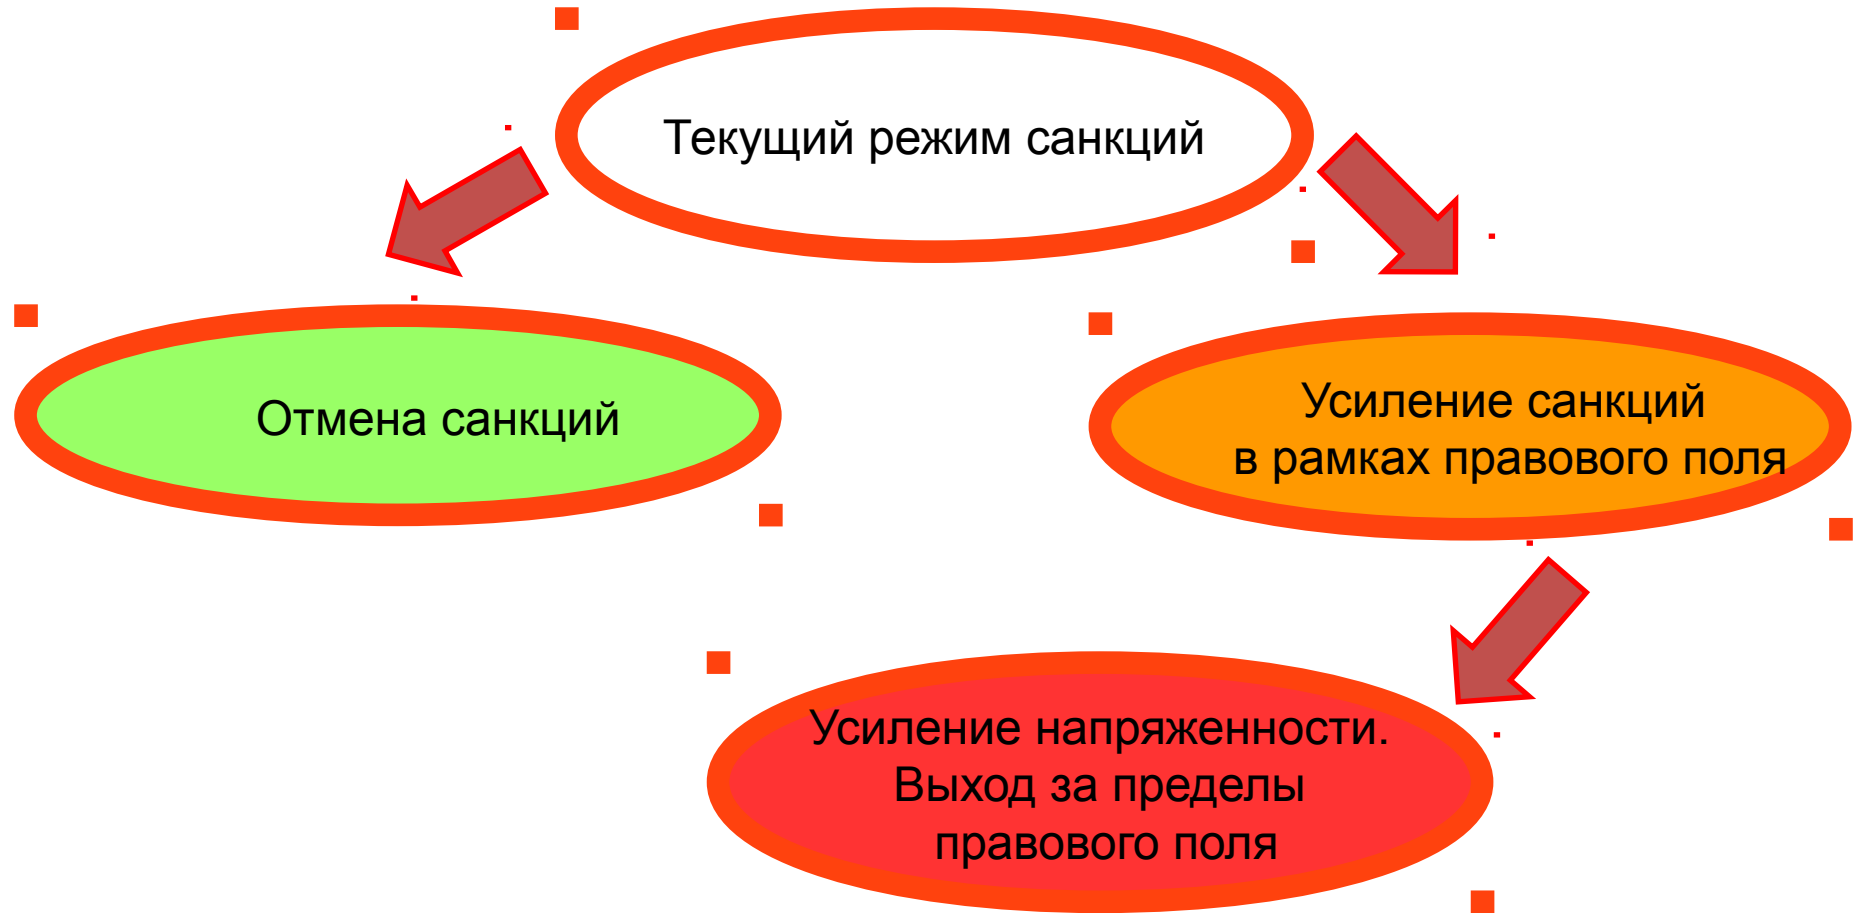 Текущий режим санкций
Отмена санкций
Усиление санкций
в рамках правового поля
Усиление напряженности.
Выход за пределы
правового поля